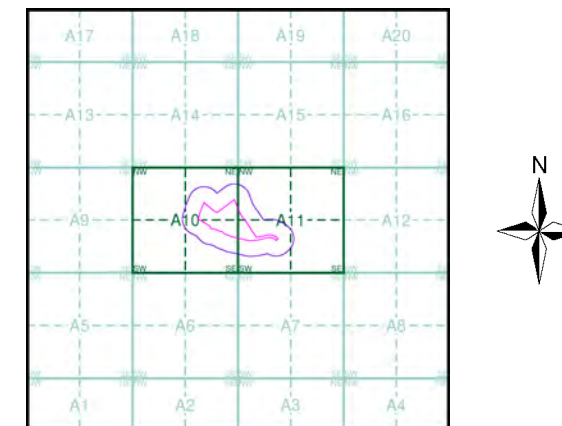 A17 A18 A19 A20
N
A13 A14 A15 A16
NW NE NW NE
A9 A10 A11 A12
SW SE SW SE
A5 A6 A7 A8
A1 A2 A3 A4